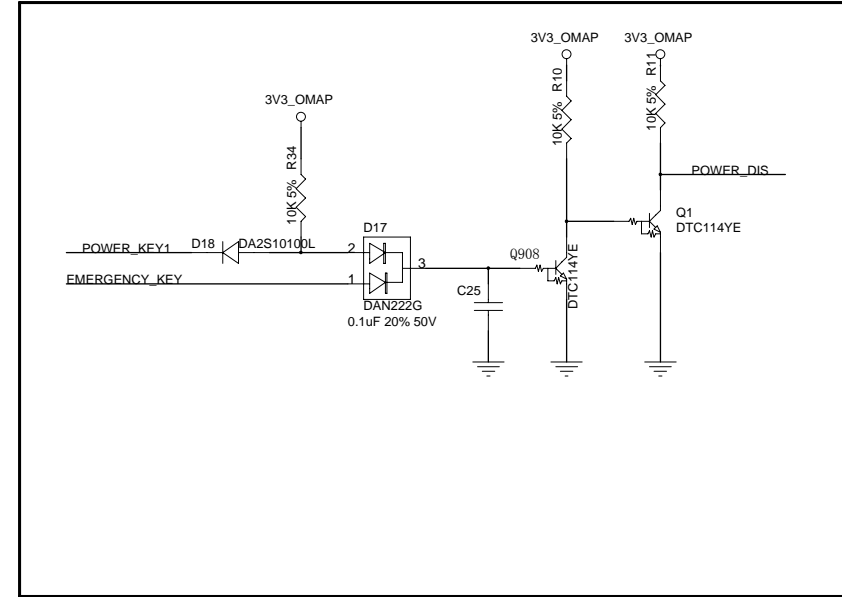 3V3_OMAP
3V3_OMAP
10K 5% R10
10K 5% R11
3V3_OMAP
10K 5% R34
POWER_DIS
POWER_KEY1
D18
DA2S10100L
D17
2
3
EMERGENCY_KEY
1
DAN222G
0.1uF 20% 50V
C25
Q908
DTC114YE
Q1
DTC114YE